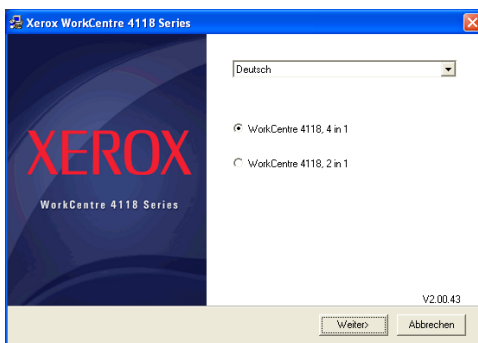 Xerox WorkCentre 4118 Series
Deutsch
WorkCentre 4118, 4 in 1
XEROX
WorkCentre 4118, 2 in 1
WorkCentre 4118 Series
V2.00.43
Weiter>
Abbrechen